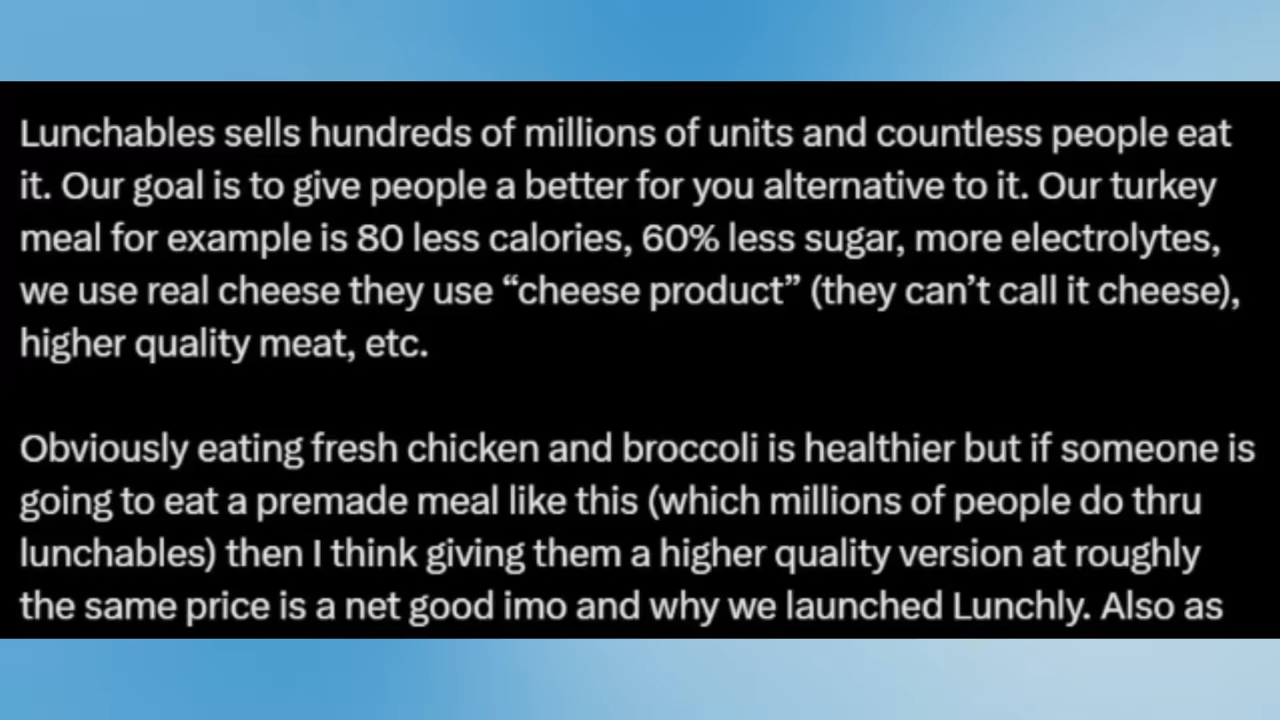 Lunchables sells hundreds of millions of units and countless people eat
it. Our goal is to give people a better for you alternative to it. Our turkey
meal for example is 80 less calories, 60% less sugar, more electrolytes,
we use real cheese they use “cheese product” (they can’t call it cheese),
higher quality meat, etc.
Obviously eating fresh chicken and broccoli is healthier but if someone is
going to eat a premade meal like this (which millions of people do thru
lunchables) then I think giving them a higher quality version at roughly
the same price is a net good imo and why we launched Lunchly. Also as